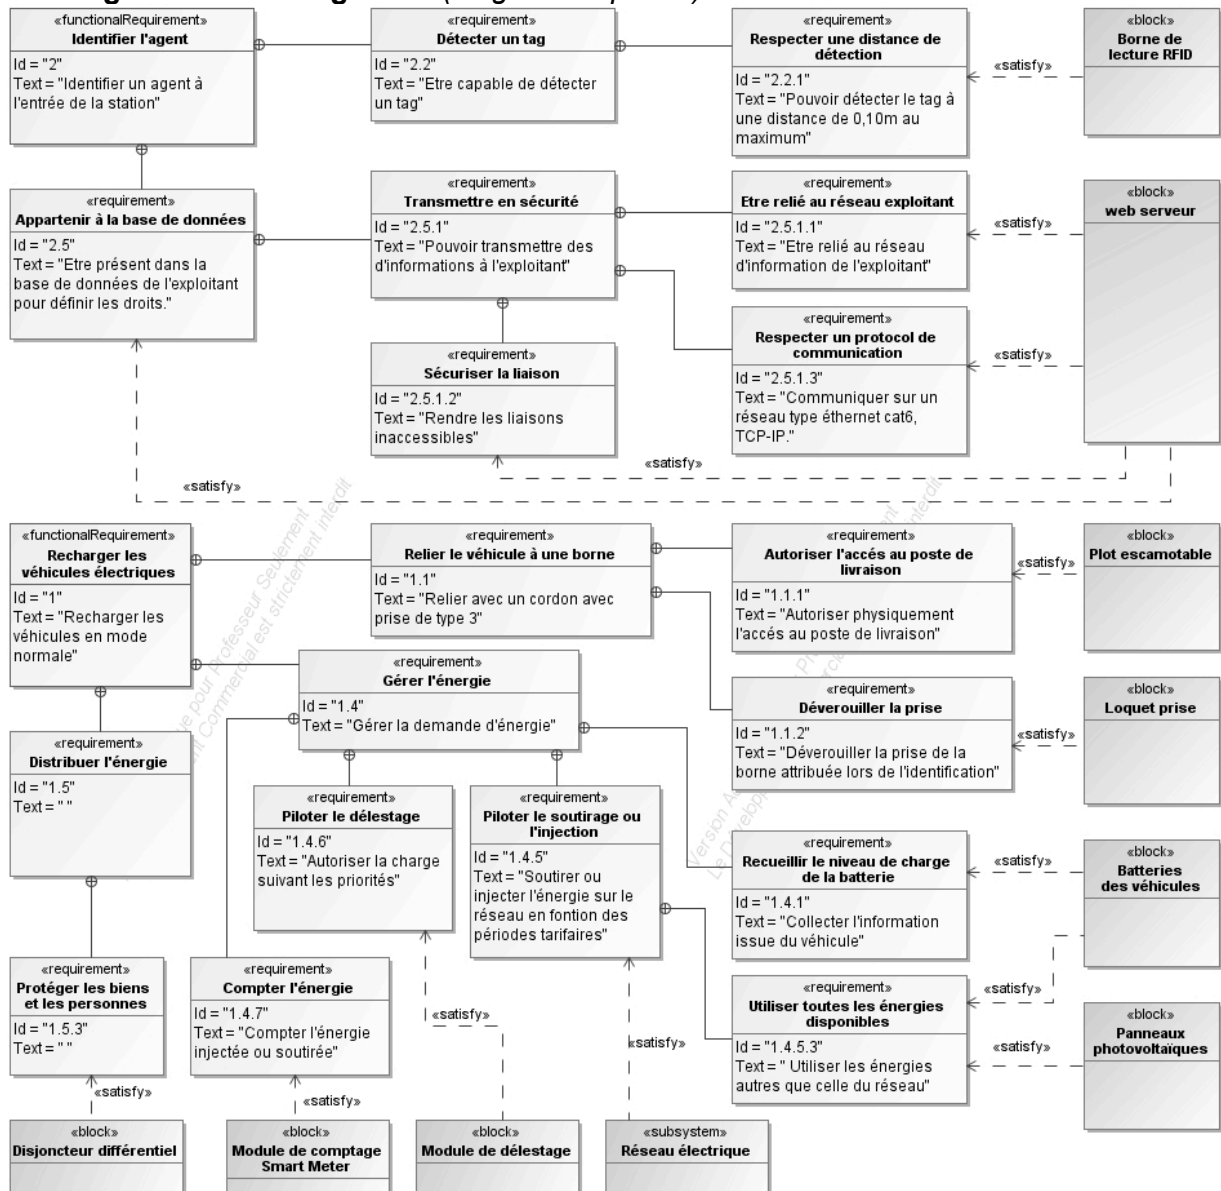 «functionalRequirement»
Identifier l'agent
Id = "2"
Text = "Identifier un agent à
l'entrée de la station"
«requirement»
Détecter un tag
Id = "2.2"
Text = "Etre capable de détecter
un tag"
«requirement»
Respecter une distance de
détection
Id = "2.2.1"
Text = "Pouvoir détecter le tag à
une distance de 0,10m au
maximum"
«satisfy»
«block»
Borne de
lecture RFID
«requirement»
Appartenir à la base de données
Id = "2.5"
Text = "Etre présent dans la
base de données de l'exploitant
pour définir les droits."
«requirement»
Transmettre en sécurité
Id = "2.5.1"
Text = "Pouvoir transmettre des
d'informations à l'exploitant"
«requirement»
Etre relié au réseau exploitant
Id = "2.5.1.1"
Text = "Etre relié au réseau
d'information de l'exploitant"
«satisfy»
«block»
web serveur
«requirement»
Sécuriser la liaison
Id = "2.5.1.2"
Text = "Rendre les liaisons
inaccessibles"
«requirement»
Respecter un protocol de
communication
Id = "2.5.1.3"
Text = "Communiquer sur un
réseau type éthernet cat6,
TCP-IP."
«satisfy»
«satisfy»
«satisfy»
«functionalRequirement»
Recharger les
véhicules électriques
Id = "1"
Text = "Recharger les
véhicules en mode
normale"
«requirement»
Relier le véhicule à une borne
Id = "1.1"
Text = "Relier avec un cordon avec
prise de type 3"
«requirement»
Autoriser l'accés au poste de
livraison
Id = "1.1.1"
Text = "Autoriser physiquement
l'accés au poste de livraison"
«satisfy»
«block»
Plot escamotable
«requirement»
Gérer l'énergie
Id = "1.4"
Text = "Gérer la demande d'énergie"
«requirement»
Déverouiller la prise
Id = "1.1.2"
Text = "Déverouiller la prise de la
borne attribuée lors de l'identification"
«satisfy»
«block»
Loquet prise
«requirement»
Distribuer l'énergie
Id = "1.5"
Text = " "
«requirement»
Piloter le délestage
Id = "1.4.6"
Text = "Autoriser la charge
suivant les priorités"
«requirement»
Piloter le soutirage ou
l'injection
Id = "1.4.5"
Text = "Soutirer ou
injecter l'énergie sur le
réseau en fontion des
périodes tarifaires"
«requirement»
Recueillir le niveau de charge
de la batterie
Id = "1.4.1"
Text = "Collecter l'information
issue du véhicule"
«satisfy»
«block»
Batteries
des véhicules
«requirement»
Protéger les biens
et les personnes
Id = "1.5.3"
Text = " "
«requirement»
Compter l'énergie
Id = "1.4.7"
Text = "Compter l'énergie
injectée ou soutirée"
«requirement»
Utiliser toutes les énergies
disponibles
Id = "1.4.5.3"
Text = " Utiliser les énergies
autres que celle du réseau"
«satisfy»
«satisfy»
«block»
Panneaux
photovoltaïques
«satisfy»
«satisfy»
«satisfy»
«satisfy»
«block»
Disjoncteur différentiel
«block»
Module de comptage
Smart Meter
«block»
Module de délestage
«subsystem»
Réseau électrique